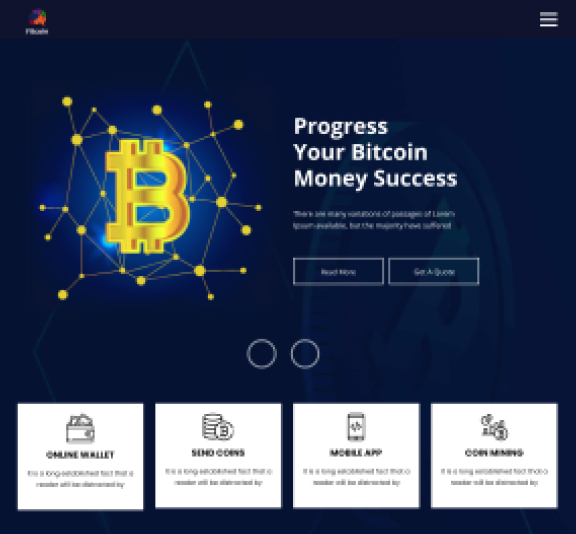 Progress
Your Bitcoin
Money Success
There are many variations of passages of Lorem
Ipsum available, but the majority have suffered
Read More
Get A Quote
ONLINE WALLET
It is a long established fact that a
reader will be distracted by
SEND COINS
It is a long established fact that a
reader will be distracted by
MOBILE APP
It is a long established fact that a
reader will be distracted by
COIN MINING
It is a long established fact that a
reader will be distracted by